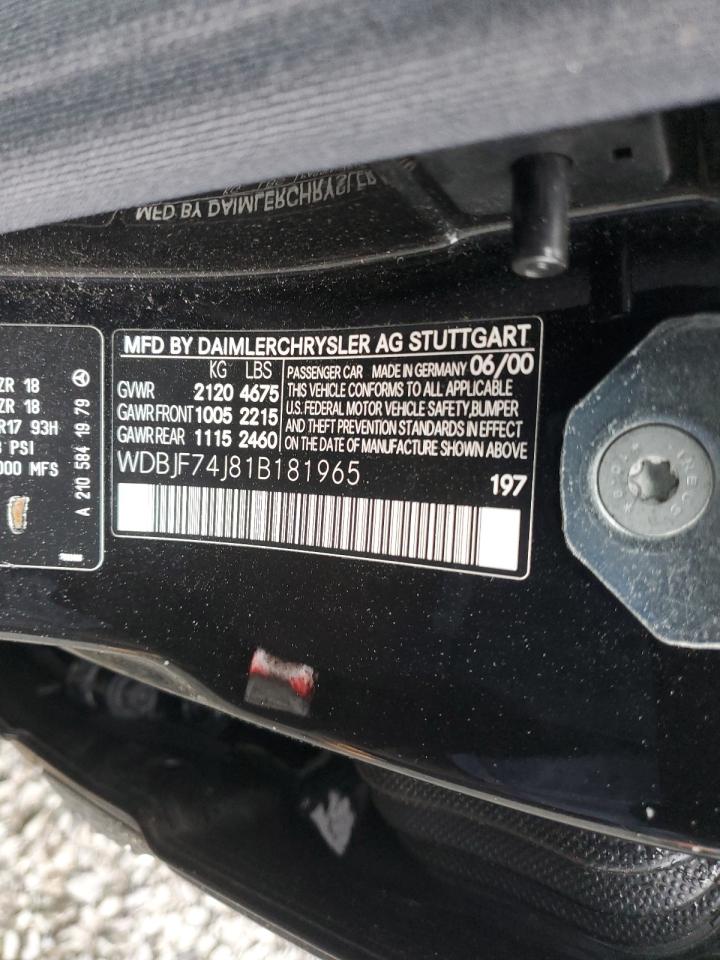 MFD BY DAIMLERCHRYSLER
ZR 18
ZR 18
R17 93H
PSI
000 MFS
A 210 584 19 79
MFD BY DAIMLERCHRYSLER AG STUTTGART
KG LBS
GVWR 2120 4675
GAWR FRONT 1005 2215
GAWR REAR 1115 2460
PASSENGER CAR MADE IN GERMANY 06/00
THIS VEHICLE CONFORMS TO ALL APPLICABLE
U.S. FEDERAL MOTOR VEHICLE SAFETY, BUMPER
AND THEFT PREVENTION STANDARDS IN EFFECT
ON THE DATE OF MANUFACTURE SHOWN ABOVE
WDBJF74J81B181965
197